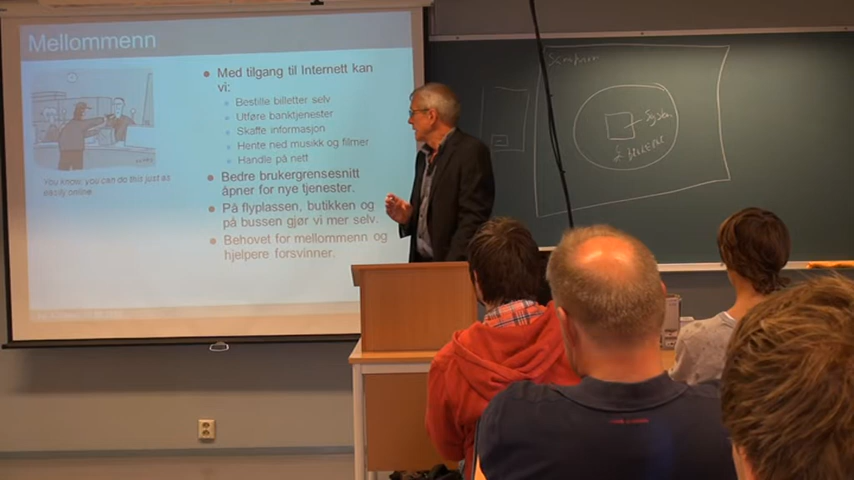 Mellommenn
Med tilgang til Internett kan
vi:
Bestille billetter selv
Utføre banktjenester
Skaffe informasjon
Hente ned musikk og filmer
Handle på nett
Bedre brukergrensesnitt
åpner for nye tjenester.
På flyplassen, butikken og
på bussen gjør vi mer selv.
Behovet for mellommenn og
hjelpere forsvinner.
"You know, you can do this just as
easily online."